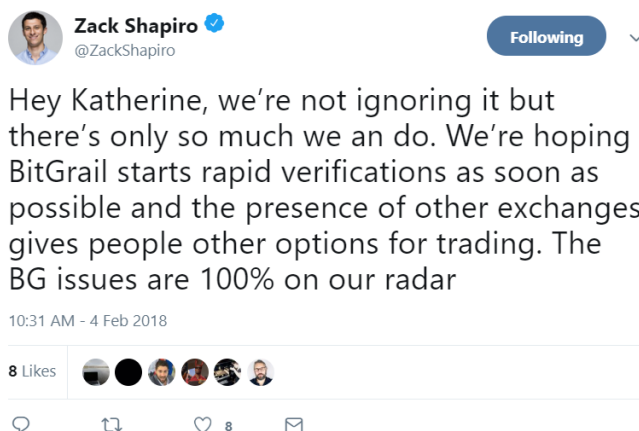 Zack Shapiro
@ZackShapiro
Following
Hey Katherine, we’re not ignoring it but
there’s only so much we an do. We’re hoping
BitGrail starts rapid verifications as soon as
possible and the presence of other exchanges
gives people other options for trading. The
BG issues are 100% on our radar
10:31 AM - 4 Feb 2018
8 Likes
8